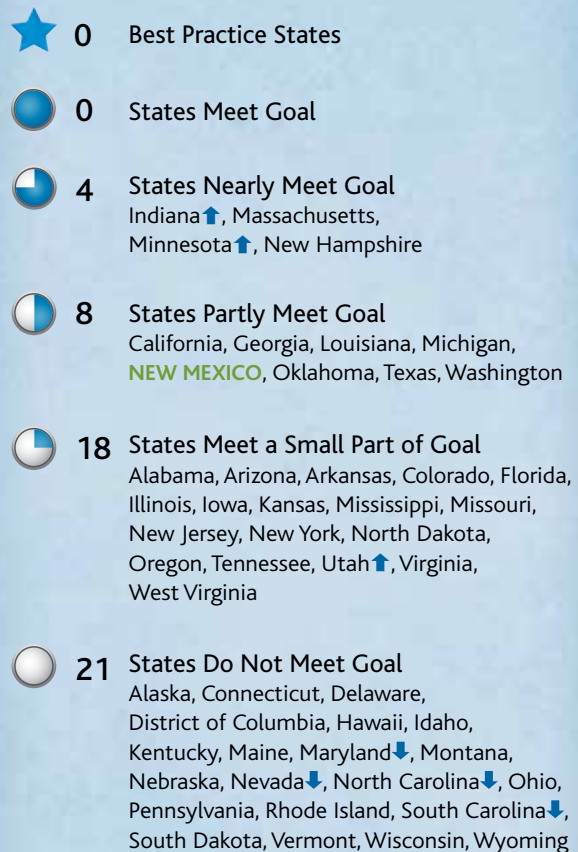 0 Best Practice States
0 States Meet Goal
4 States Nearly Meet Goal
Indiana⬆, Massachusetts,
Minnesota⬆, New Hampshire
8 States Partly Meet Goal
California, Georgia, Louisiana, Michigan,
NEW MEXICO, Oklahoma, Texas, Washington
18 States Meet a Small Part of Goal
Alabama, Arizona, Arkansas, Colorado, Florida,
Illinois, Iowa, Kansas, Mississippi, Missouri,
New Jersey, New York, North Dakota,
Oregon, Tennessee, Utah⬆, Virginia,
West Virginia
21 States Do Not Meet Goal
Alaska, Connecticut, Delaware,
District of Columbia, Hawaii, Idaho,
Kentucky, Maine, Maryland⬇, Montana,
Nebraska, Nevada⬇, North Carolina⬇, Ohio,
Pennsylvania, Rhode Island, South Carolina⬇,
South Dakota, Vermont, Wisconsin, Wyoming